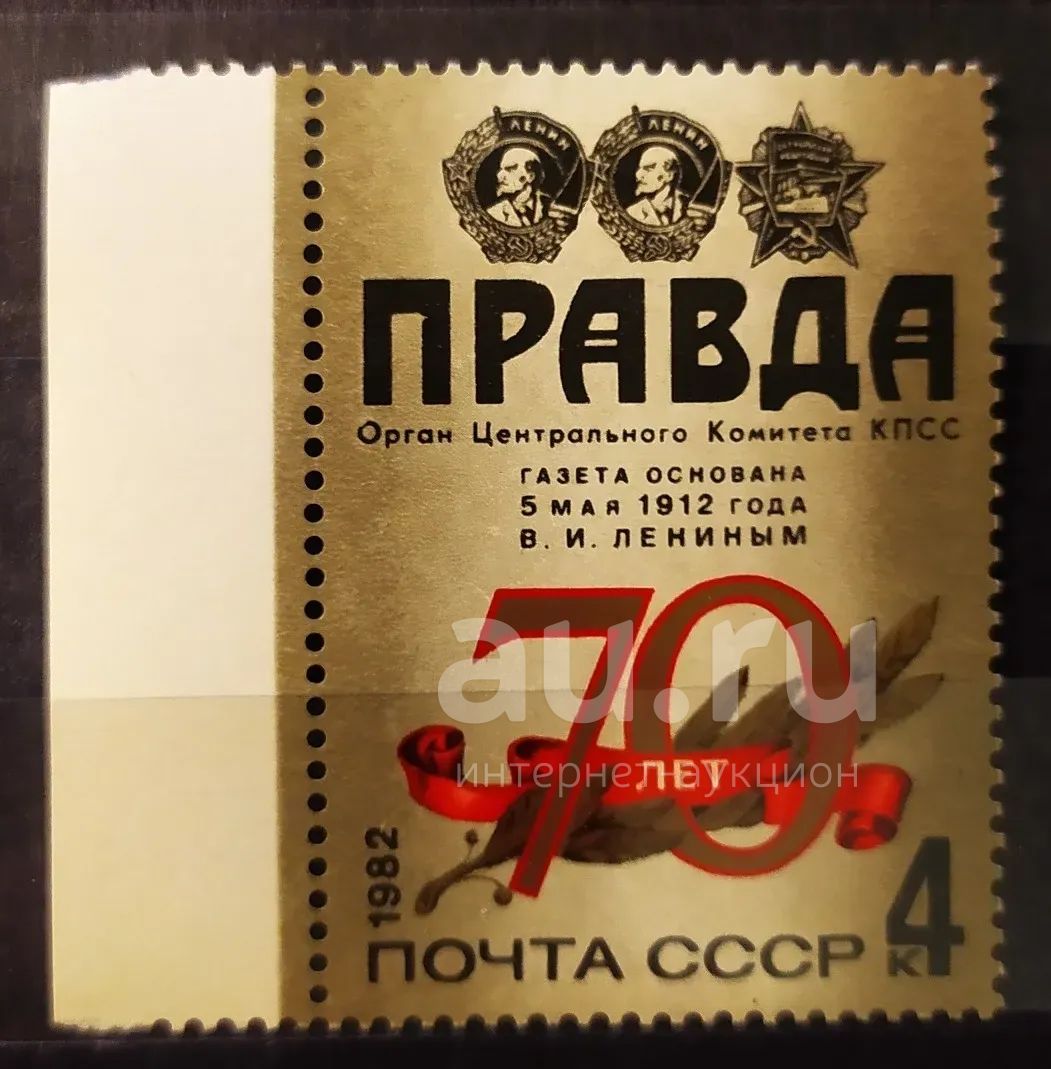 ЛЕНИН
ЛЕНИН
ПРАВДА
Орган Центрального Комитета КПСС
ГАЗЕТА ОСНОВАНА
5 МАЯ 1912 ГОДА
В. И. ЛЕНИНЫМ
70
au.ru
ЛЕТ
интернет-аукцион
1982
ПОЧТА СССР
4
к